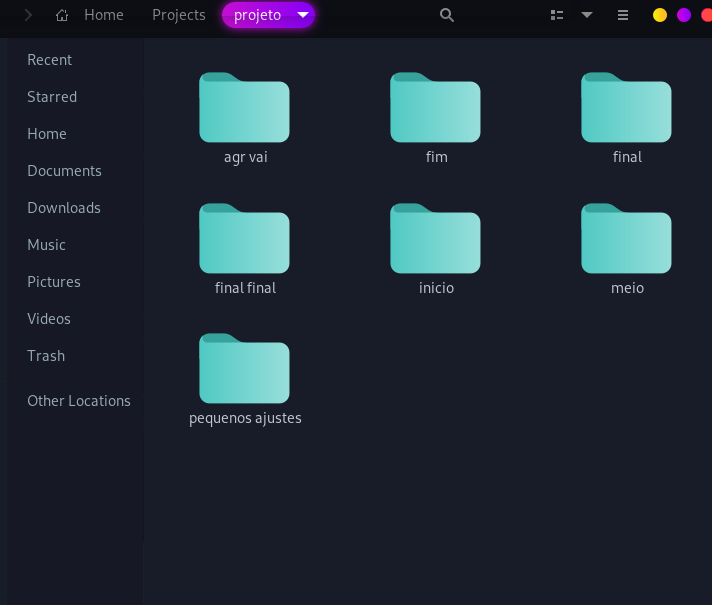 Home Projects projeto
Recent
Starred
Home
Documents
Downloads
Music
Pictures
Videos
Trash
Other Locations
agr vai fim final
final final inicio meio
pequenos ajustes